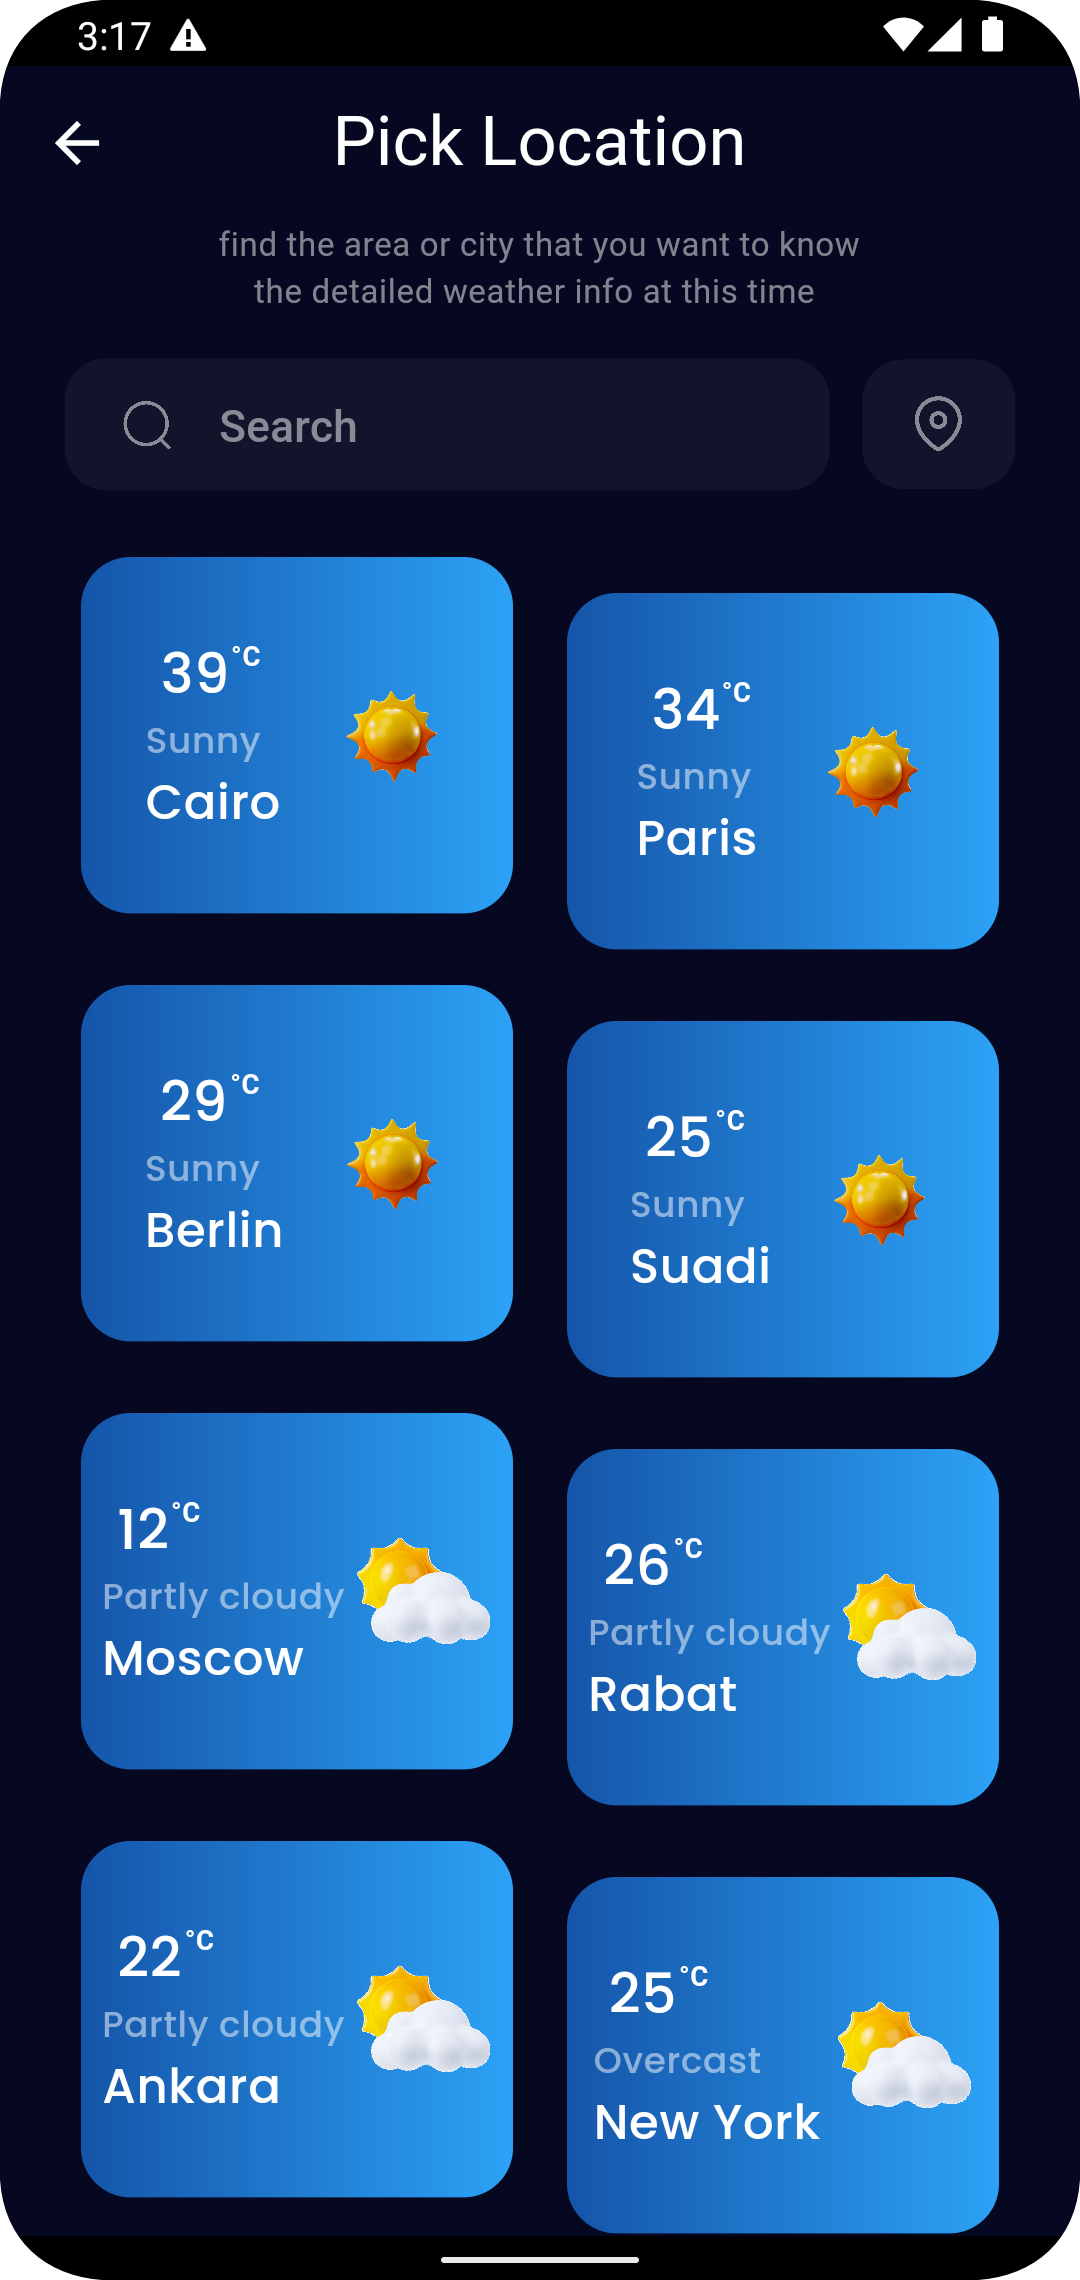 3:17
Pick Location
find the area or city that you want to know
the detailed weather info at this time
Search
39°C
Sunny
Cairo
34°C
Sunny
Paris
29°C
Sunny
Berlin
25°C
Sunny
Suadi
12°C
Partly cloudy
Moscow
26°C
Partly cloudy
Rabat
22°C
Partly cloudy
Ankara
25°C
Overcast
New York